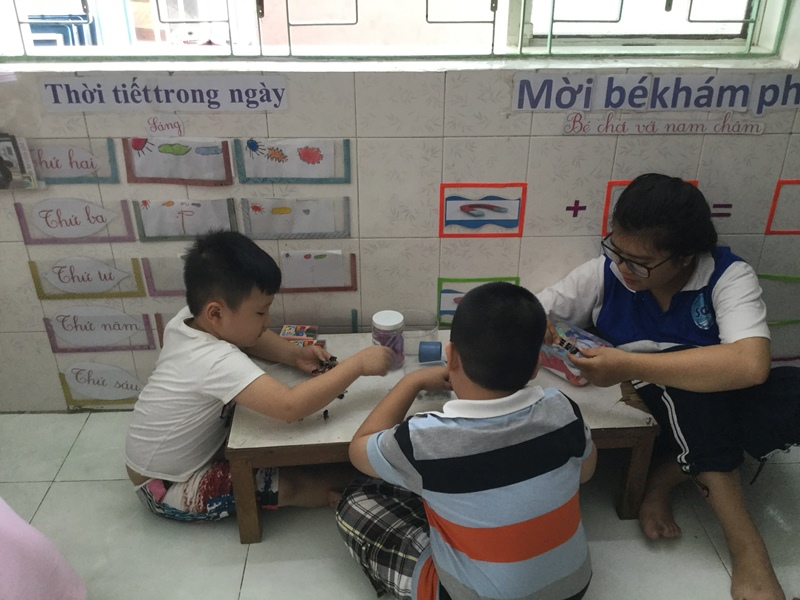 Thời tiết trong ngày
Sáng
Thứ hai
Thứ ba
Thứ tư
Thứ năm
Thứ sáu
Mời bé khám ph
Bé chơi với nam châm
+
=